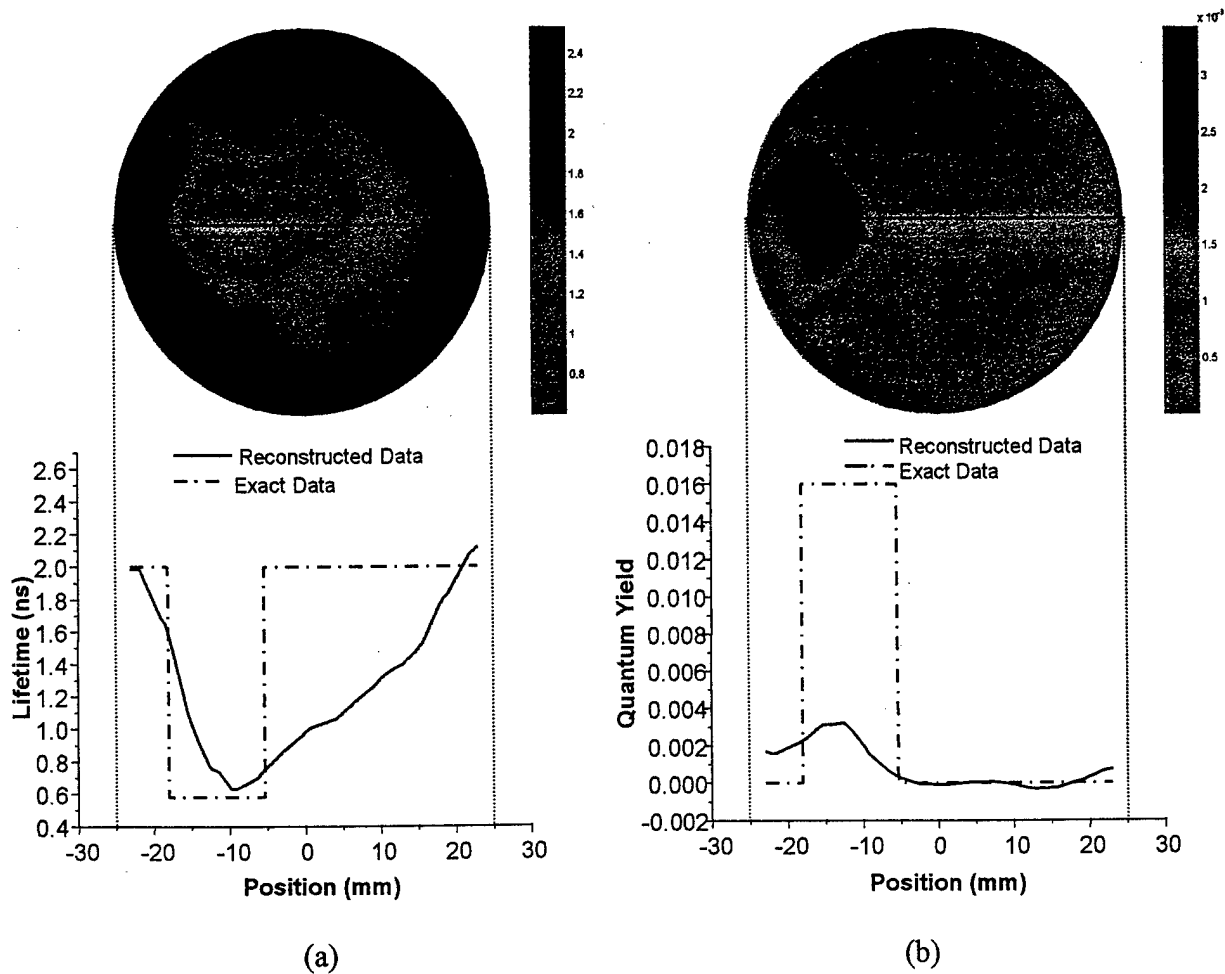 2.4
2.2
2
1.8
1.6
1.4
1.2
1
0.8
x 10⁻³
3
2.5
2
1.5
1
0.5
Reconstructed Data
Exact Data
2.6
2.4
2.2
2.0
1.8
1.6
1.4
1.2
1.0
0.8
0.6
0.4
Lifetime (ns)
-30 -20 -10 0 10 20 30
Position (mm)
(a)
Reconstructed Data
Exact Data
0.018
0.016
0.014
0.012
0.010
0.008
0.006
0.004
0.002
0.000
-0.002
Quantum Yield
-30 -20 -10 0 10 20 30
Position (mm)
(b)